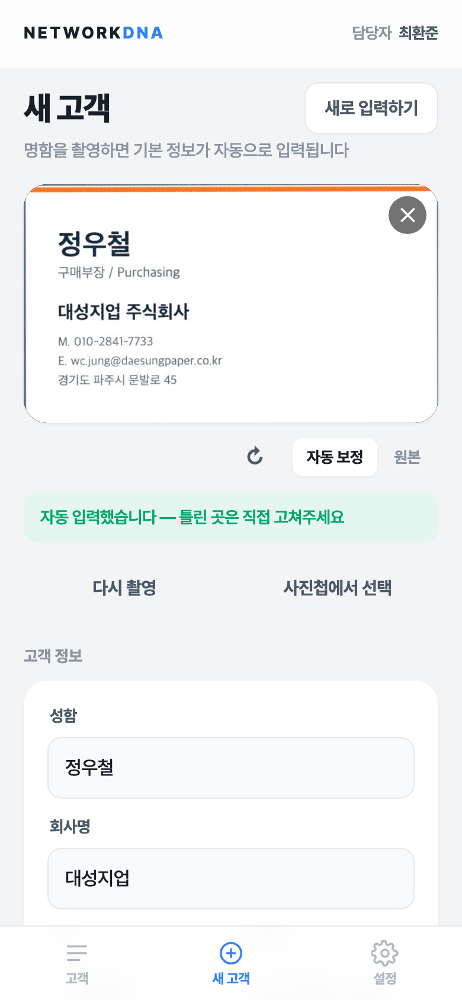 NETWORKDNA
담당자 최환준
새 고객
새로 입력하기
명함을 촬영하면 기본 정보가 자동으로 입력됩니다
정우철
구매부장 / Purchasing
대성지업 주식회사
M. 010-2841-7733
E. wc.jung@daesungpaper.co.kr
경기도 파주시 문발로 45
자동 보정
원본
자동 입력했습니다 — 틀린 곳은 직접 고쳐주세요
다시 촬영
사진첩에서 선택
고객 정보
성함
정우철
회사명
대성지업
고객
새 고객
설정